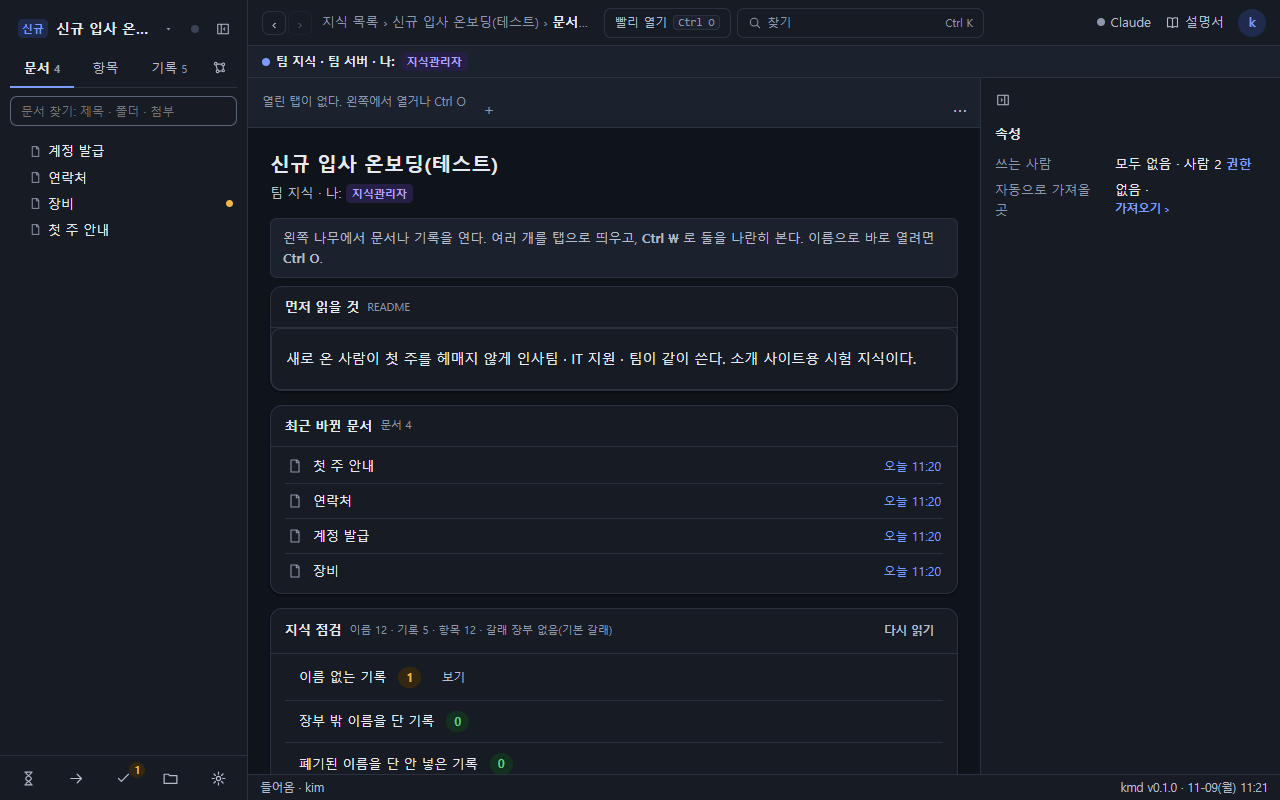 신규 신규 입사 온...
문서 4 항목 기록 5
문서 찾기: 제목 · 폴더 · 첨부
계정 발급
연락처
장비
첫 주 안내
1
‹ › 지식 목록 › 신규 입사 온보딩(테스트) › 문서... 빨리 열기 Ctrl O 찾기 Ctrl K Claude 설명서 k
팀 지식 · 팀 서버 · 나: 지식관리자
열린 탭이 없다. 왼쪽에서 열거나 Ctrl O + ...
신규 입사 온보딩(테스트)
팀 지식 · 나: 지식관리자
왼쪽 나무에서 문서나 기록을 연다. 여러 개를 탭으로 띄우고, Ctrl ₩ 로 둘을 나란히 본다. 이름으로 바로 열려면
Ctrl O.
먼저 읽을 것 README
새로 온 사람이 첫 주를 헤매지 않게 인사팀 · IT 지원 · 팀이 같이 쓴다. 소개 사이트용 시험 지식이다.
최근 바뀐 문서 문서 4
첫 주 안내 오늘 11:20
연락처 오늘 11:20
계정 발급 오늘 11:20
장비 오늘 11:20
지식 점검 이름 12 · 기록 5 · 항목 12 · 갈래 장부 없음(기본 갈래) 다시 읽기
이름 없는 기록 1 보기
장부 밖 이름을 단 기록 0
폐기된 이름을 단 안 넣은 기록 0
속성
쓰는 사람 모두 없음 · 사람 2 권한
자동으로 가져올 곳 없음 ·
가져오기 ›
들어옴 · kim
kmd v0.1.0 · 11-09(월) 11:21